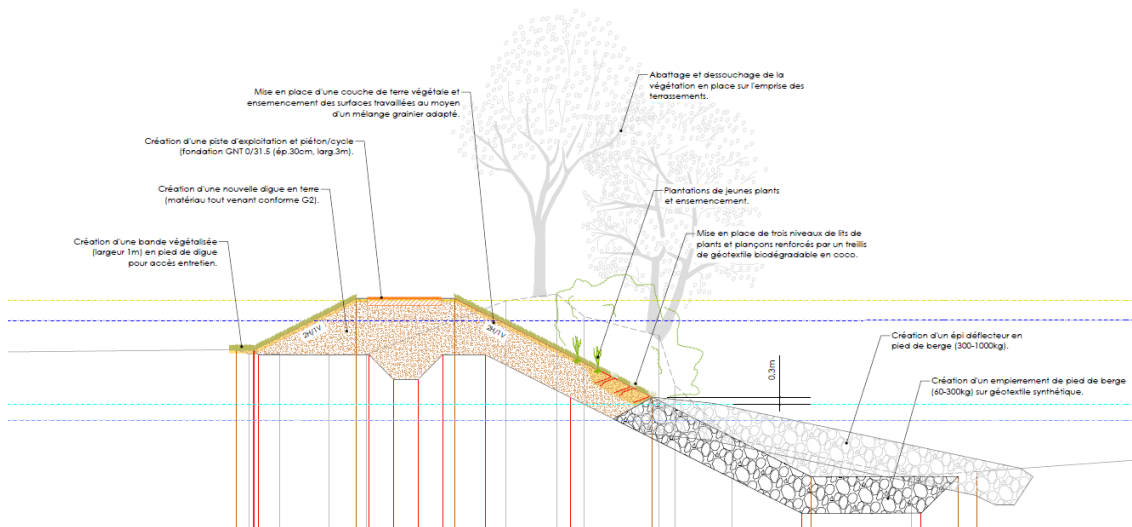 Abattage et dessouchage de la
végétation en place sur l'emprise des
terrassements.
Mise en place d'une couche de terre végétale et
ensemencement des surfaces travaillées au moyen
d'un mélange grainier adapté.
Création d'une piste d'exploitation et piéton/cycle
(fondation GNT 0/31.5 (ép.30cm, larg.3m).
Création d'une nouvelle digue en terre
(matériau tout venant conforme G2).
Plantations de jeunes plants
et ensemencement.
Création d'une bande végétalisée
(largeur 1m) en pied de digue
pour accès entretien.
Mise en place de trois niveaux de lits de
plants et plançons renforcés par un treillis
de géotextile biodégradable en coco.
2H/1V
2H/1V
0.3m
Création d'un épi déflecteur en
pied de berge (300-1000kg).
Création d'un empierrement de pied de berge
(60-300kg) sur géotextile synthétique.